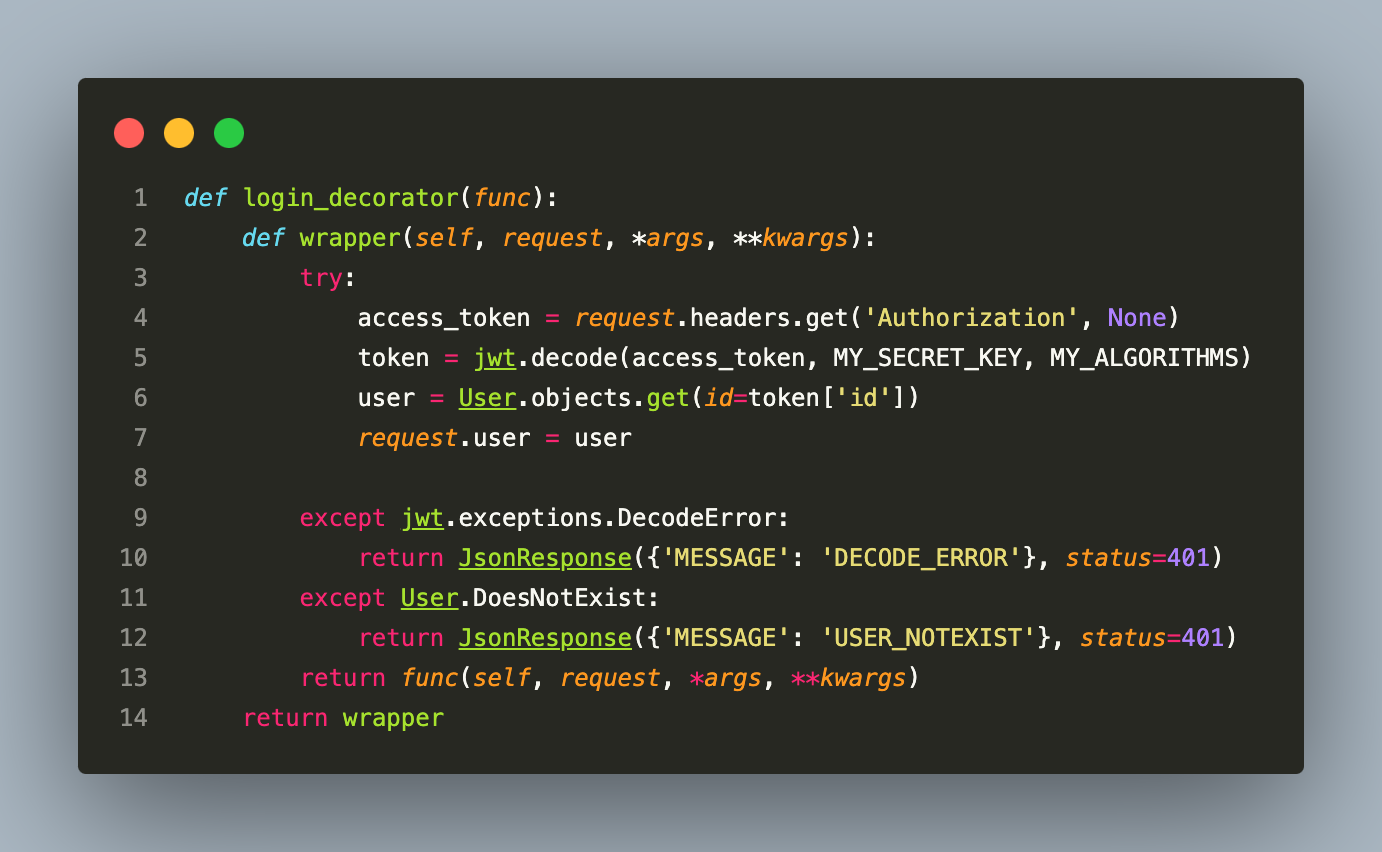 1 def login_decorator(func):
2     def wrapper(self, request, *args, **kwargs):
3         try:
4             access_token = request.headers.get('Authorization', None)
5             token = jwt.decode(access_token, MY_SECRET_KEY, MY_ALGORITHMS)
6             user = User.objects.get(id=token['id'])
7             request.user = user
8
9         except jwt.exceptions.DecodeError:
10             return JsonResponse({'MESSAGE': 'DECODE_ERROR'}, status=401)
11         except User.DoesNotExist:
12             return JsonResponse({'MESSAGE': 'USER_NOTEXIST'}, status=401)
13         return func(self, request, *args, **kwargs)
14     return wrapper